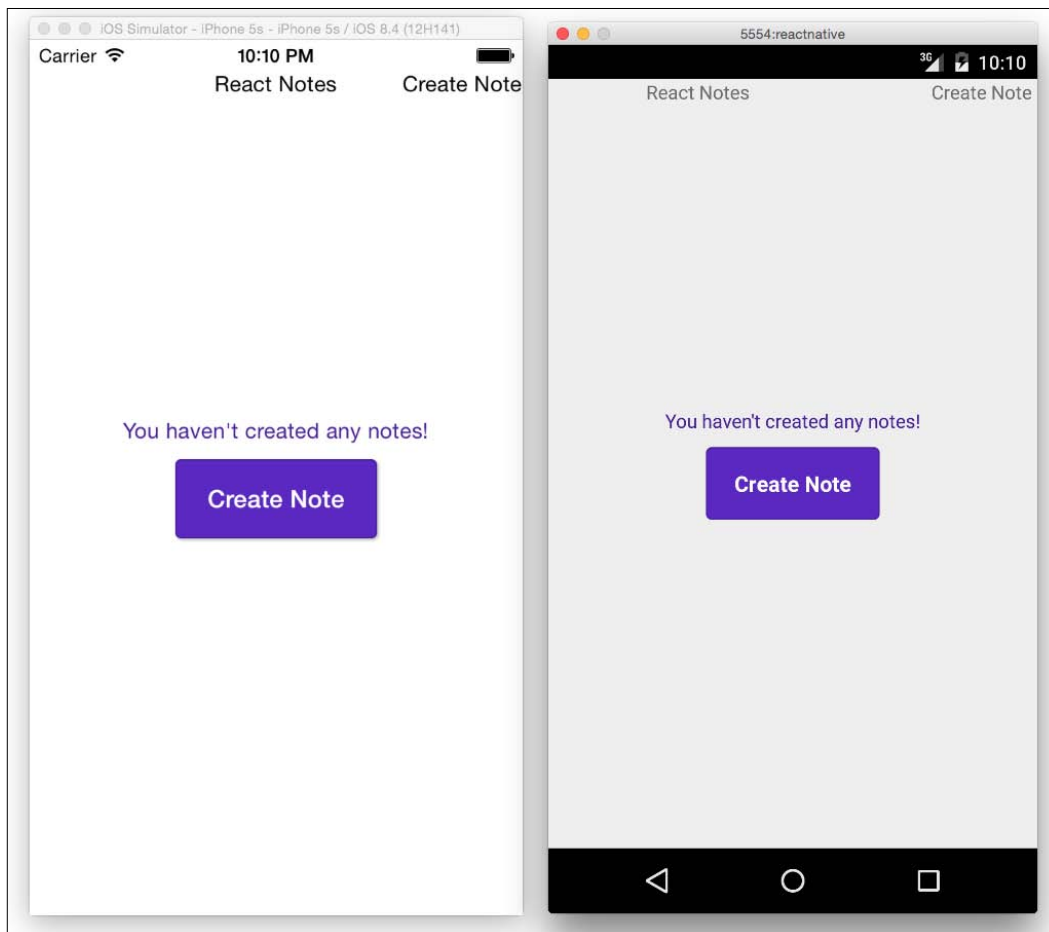 iOS Simulator - iPhone 5s - iPhone 5s / iOS 8.4 (12H141)
Carrier 10:10 PM
React Notes Create Note
You haven't created any notes!
Create Note
5554:reactnative
3G 10:10
React Notes Create Note
You haven't created any notes!
Create Note